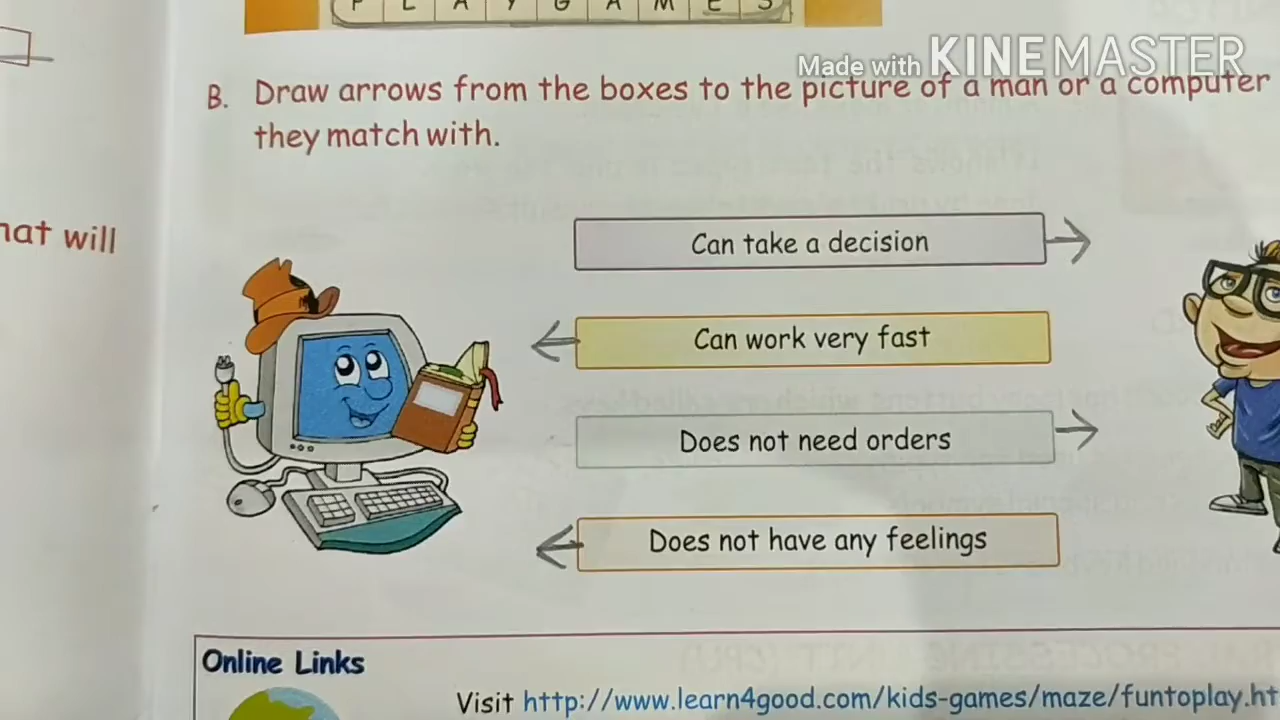 P L A Y G A M E S
Made with KINEMASTER
B. Draw arrows from the boxes to the picture of a man or a computer
they match with.
hat will
Can take a decision
Can work very fast
Does not need orders
Does not have any feelings
Online Links
Visit http://www.learn4good.com/kids-games/maze/funtoplay.ht